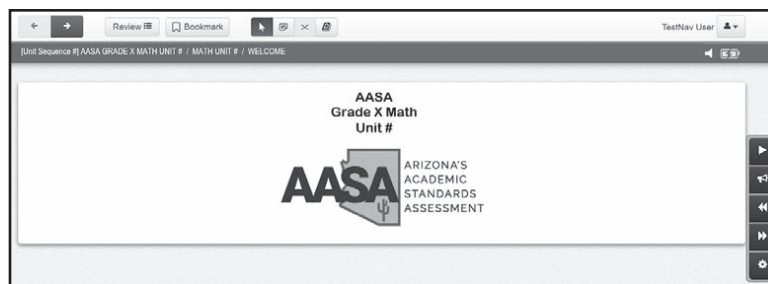 Review
Bookmark
TestNav User
[Unit Sequence #] AASA GRADE X MATH UNIT # / MATH UNIT # / WELCOME
AASA
Grade X Math
Unit #
AASA
ARIZONA'S
ACADEMIC
STANDARDS
ASSESSMENT